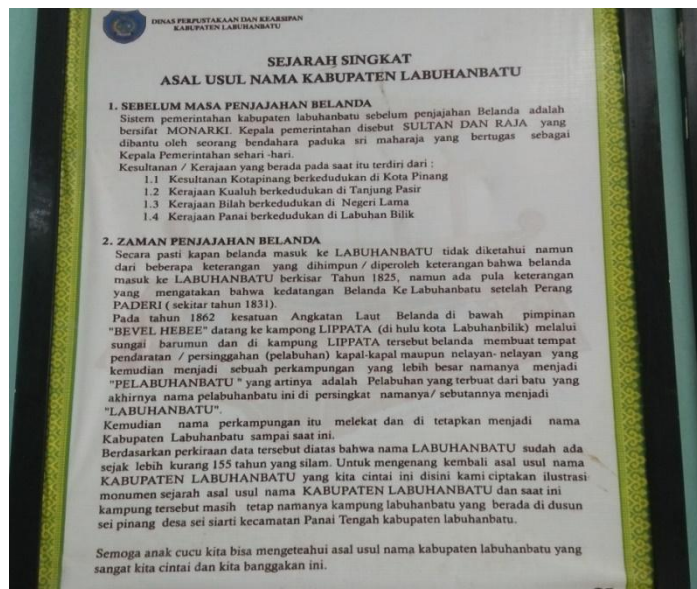 DINAS PERPUSTAKAAN DAN KEARSIPAN
KABUPATEN LABUHANBATU
SEJARAH SINGKAT
ASAL USUL NAMA KABUPATEN LABUHANBATU
1. SEBELUM MASA PENJAJAHAN BELANDA
Sistem pemerintahan kabupaten labuhanbatu sebelum penjajahan Belanda adalah
bersifat MONARKI. Kepala pemerintahan disebut SULTAN DAN RAJA yang
dibantu oleh seorang bendahara paduka sri maharaja yang bertugas sebagai
Kepala Pemerintahan sehari -hari.
Kesultanan / Kerajaan yang berada pada saat itu terdiri dari :
1.1 Kesultanan Kotapinang berkedudukan di Kota Pinang
1.2 Kerajaan Kualuh berkedudukan di Tanjung Pasir
1.3 Kerajaan Bilah berkedudukan di Negeri Lama
1.4 Kerajaan Panai berkedudukan di Labuhan Bilik
2. ZAMAN PENJAJAHAN BELANDA
Secara pasti kapan belanda masuk ke LABUHANBATU tidak diketahui namun
dari beberapa keterangan yang dihimpun / diperoleh keterangan bahwa belanda
masuk ke LABUHANBATU berkisar Tahun 1825, namun ada pula keterangan
yang mengatakan bahwa kedatangan Belanda Ke Labuhanbatu setelah Perang
PADERI ( sekitar tahun 1831).
Pada tahun 1862 kesatuan Angkatan Laut Belanda di bawah pimpinan
"BEVEL HEBEE" datang ke kampong LIPPATA (di hulu kota Labuhanbilik) melalui
sungai barumun dan di kampung LIPPATA tersebut belanda membuat tempat
pendaratan / persinggahan (pelabuhan) kapal-kapal maupun nelayan- nelayan yang
kemudian menjadi sebuah perkampungan yang lebih besar namanya menjadi
"PELABUHANBATU " yang artinya adalah Pelabuhan yang terbuat dari batu yang
akhirnya nama pelabuhanbatu ini di persingkat namanya/ sebutannya menjadi
"LABUHANBATU".
Kemudian nama perkampungan itu melekat dan di tetapkan menjadi nama
Kabupaten Labuhanbatu sampai saat ini.
Berdasarkan perkiraan data tersebut diatas bahwa nama LABUHANBATU sudah ada
sejak lebih kurang 155 tahun yang silam. Untuk mengenang kembali asal usul nama
KABUPATEN LABUHANBATU yang kita cintai ini disini kami ciptakan ilustrasi
monumen sejarah asal usul nama KABUPATEN LABUHANBATU dan saat ini
kampung tersebut masih tetap namanya kampung labuhanbatu yang berada di dusun
sei pinang desa sei siarti kecamatan Panai Tengah kabupaten labuhanbatu.
Semoga anak cucu kita bisa mengeteahui asal usul nama kabupaten labuhanbatu yang
sangat kita cintai dan kita banggakan ini.